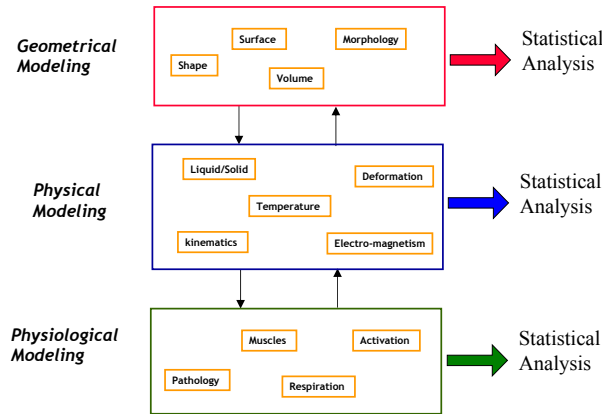 Geometrical
Modeling
Surface
Morphology
Shape
Volume
Statistical
Analysis
Physical
Modeling
Liquid/Solid
Deformation
Temperature
kinematics
Electro-magnetism
Statistical
Analysis
Physiological
Modeling
Muscles
Activation
Pathology
Respiration
Statistical
Analysis